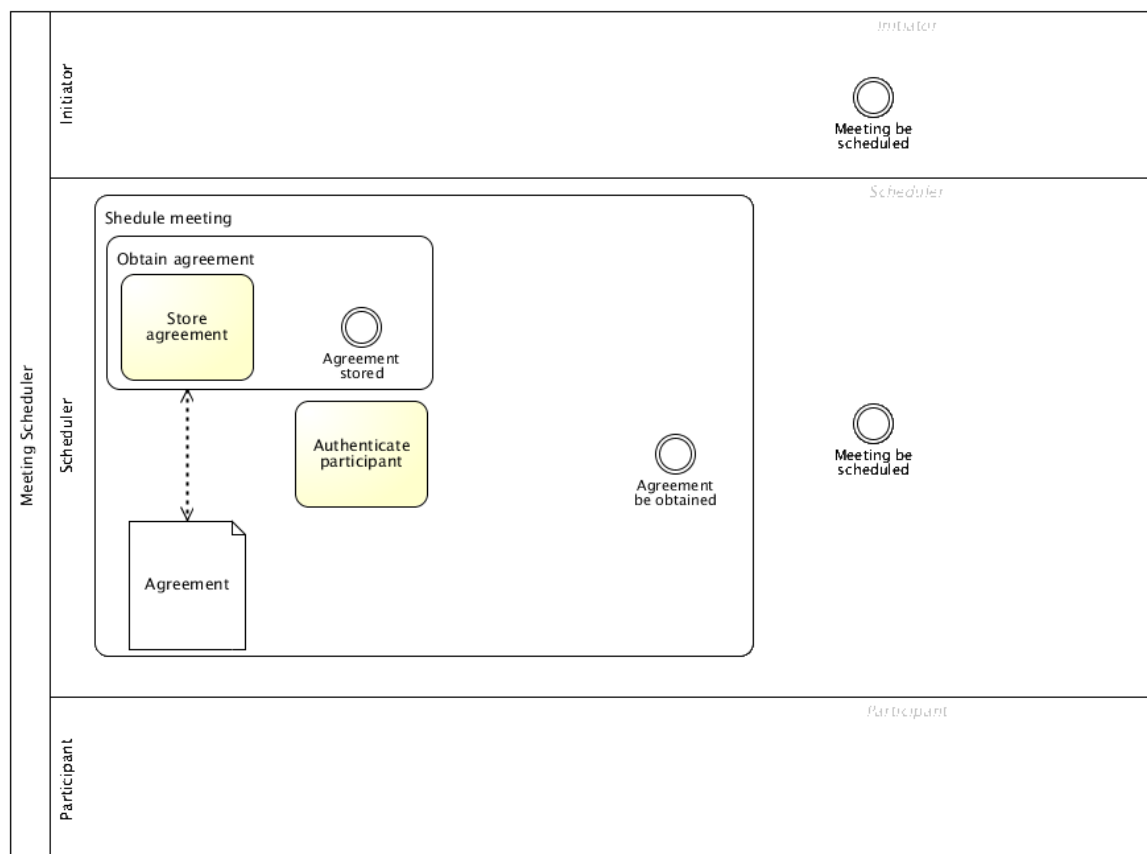 Meeting Scheduler
Initiator
Initiator
Meeting be
scheduled
Scheduler
Scheduler
Shedule meeting
Obtain agreement
Store
agreement
Agreement
stored
Authenticate
participant
Agreement
be obtained
Meeting be
scheduled
Agreement
Participant
Participant